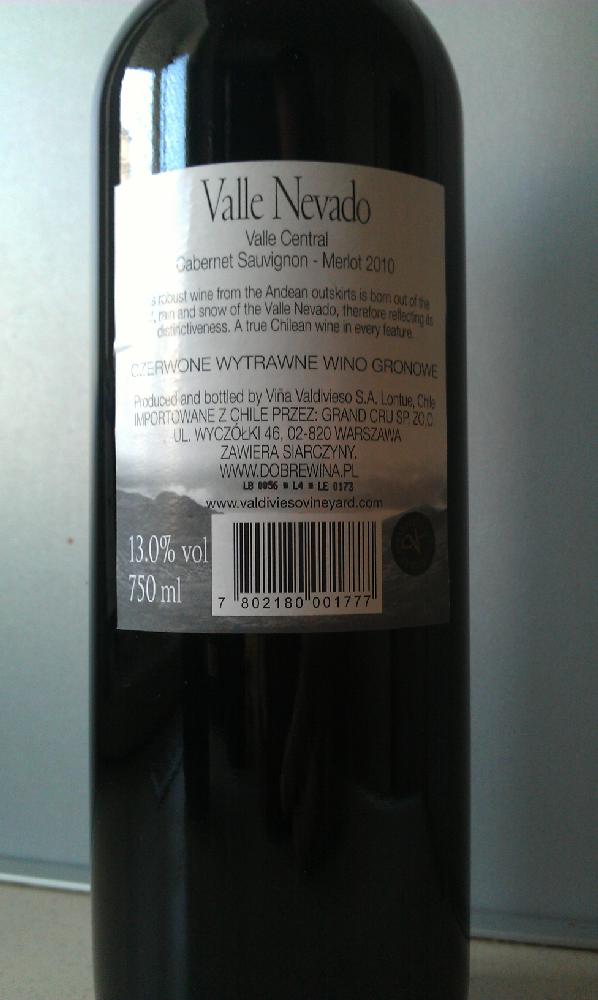 Valle Nevado
Valle Central
Cabernet Sauvignon - Merlot 2010
robust wine from the Andean outskirts is born out of the
rain and snow of the Valle Nevado, therefore reflecting its
distinctiveness. A true Chilean wine in every feature.
CZERWONE WYTRAWNE WINO GRONOWE
Produced and bottled by Viña Valdivieso S.A. Lontue, Chile
IMPORTOWANE Z CHILE PRZEZ: GRAND CRU SP. ZO.O.
UL. WYCZÓŁKI 46, 02-820 WARSZAWA
ZAWIERA SIARCZYNY.
WWW.DOBREWINA.PL
LB 0056 ■ L4 ■ LE 0173
www.valdiviesovineyard.com
13.0% vol
750 ml
7 802180 001777